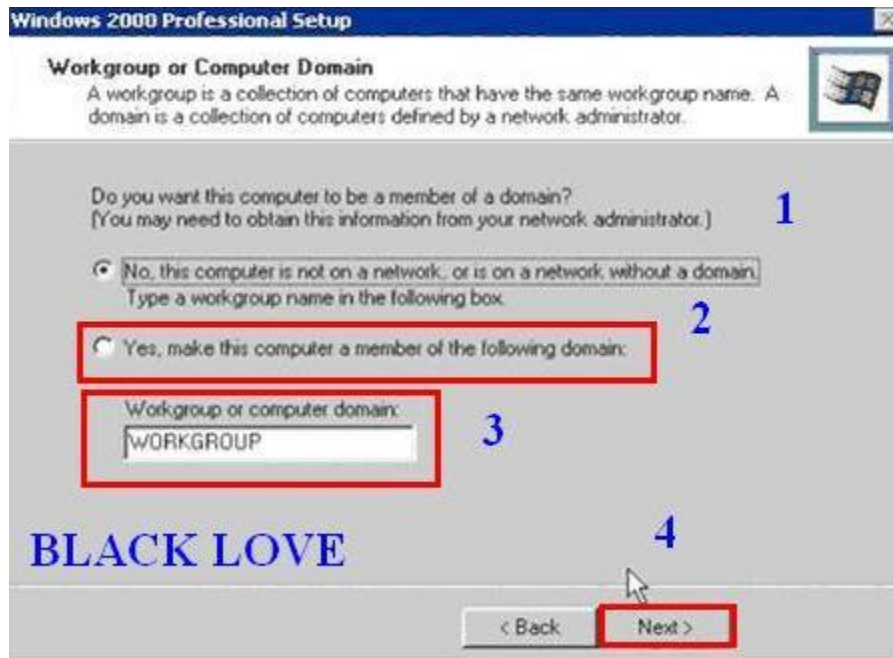 Windows 2000 Professional Setup
Workgroup or Computer Domain
A workgroup is a collection of computers that have the same workgroup name. A
domain is a collection of computers defined by a network administrator.
Do you want this computer to be a member of a domain?
(You may need to obtain this information from your network administrator.)
1
No, this computer is not on a network, or is on a network without a domain.
Type a workgroup name in the following box.
2
Yes, make this computer a member of the following domain:
Workgroup or computer domain:
WORKGROUP
3
BLACK LOVE
4
< Back Next >